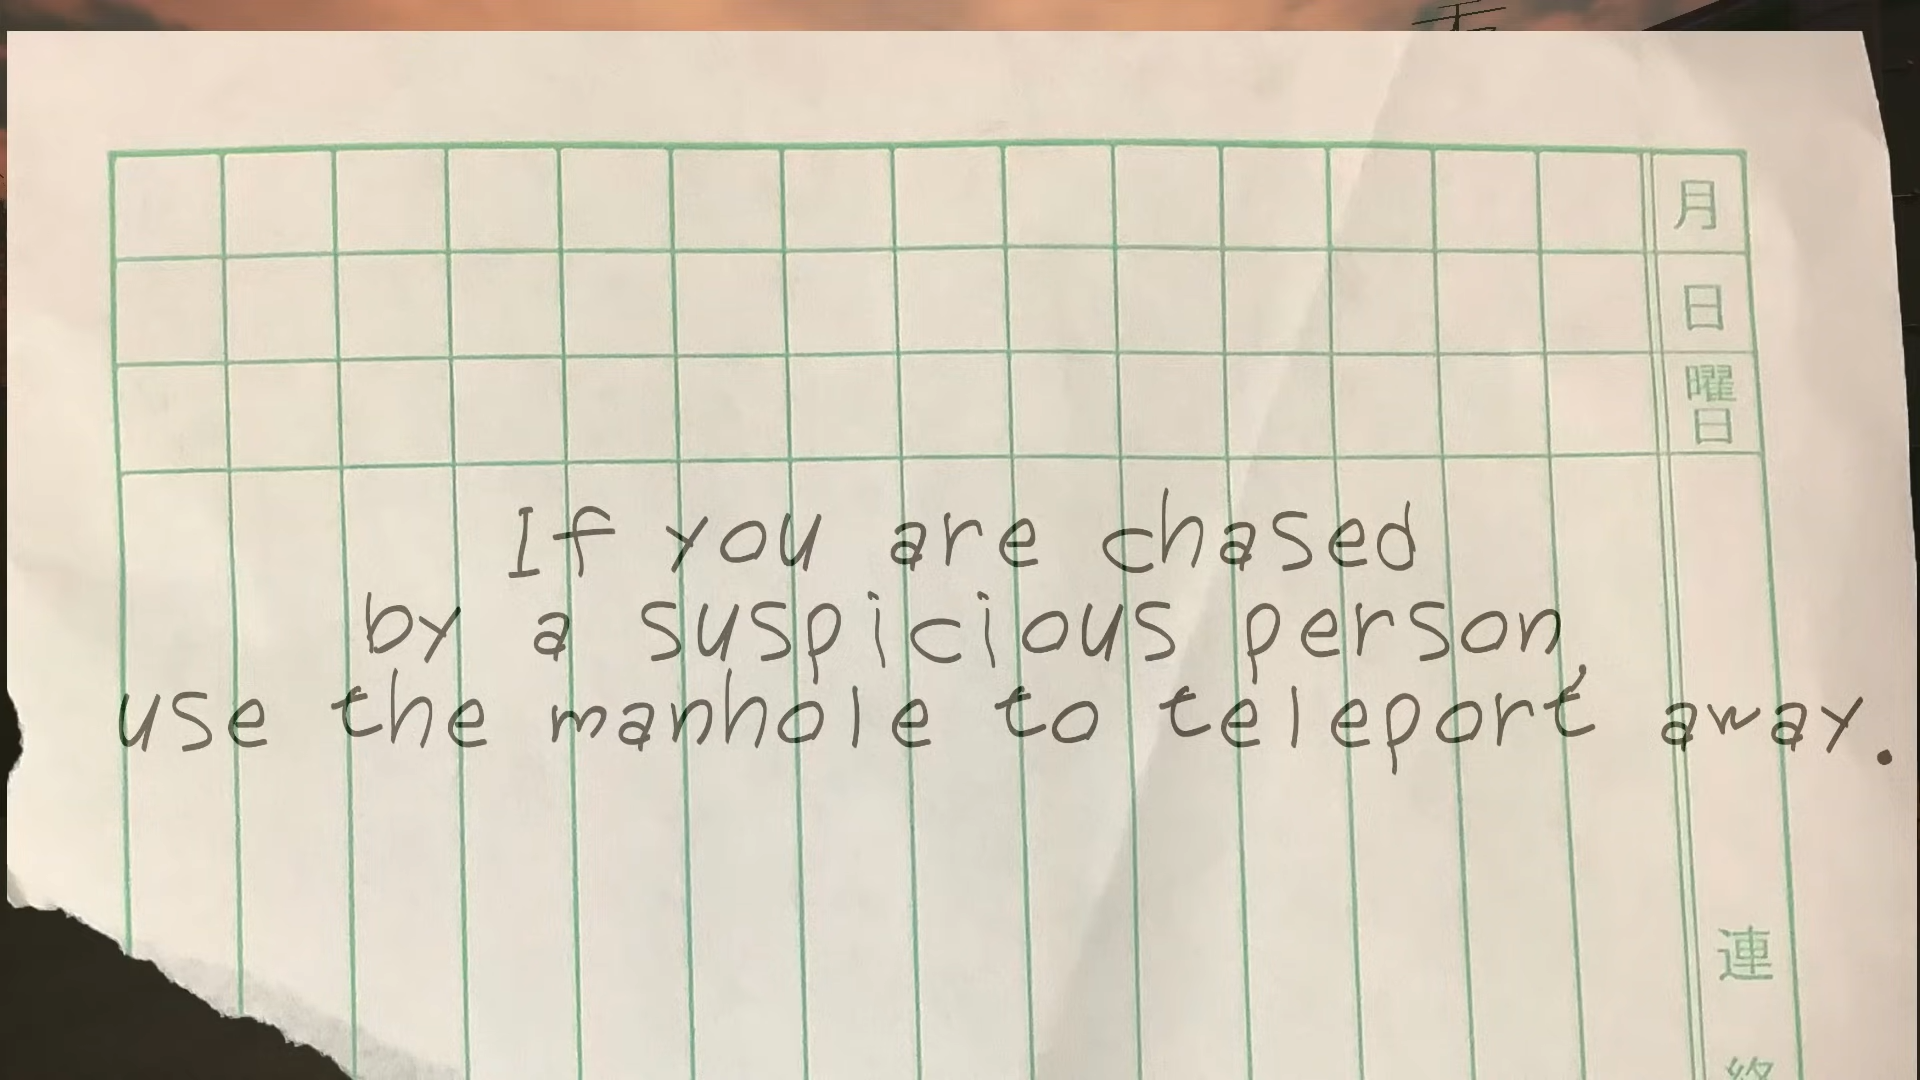 If you are chased
by a suspicious person,
use the manhole to teleport away.
月
日
曜日
連